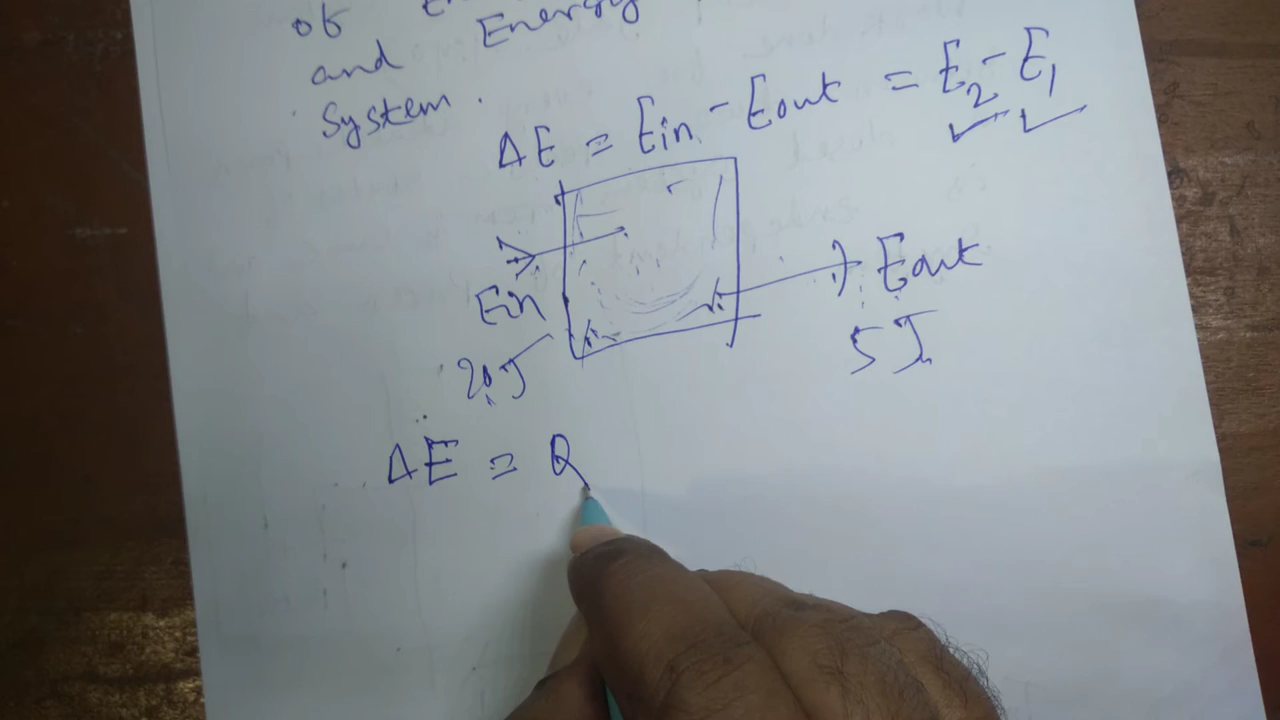 of
and Energy
System.
ΔE = Ein - Eout = E2 - E1
Ein
Eout
20J
5J
ΔE = Q